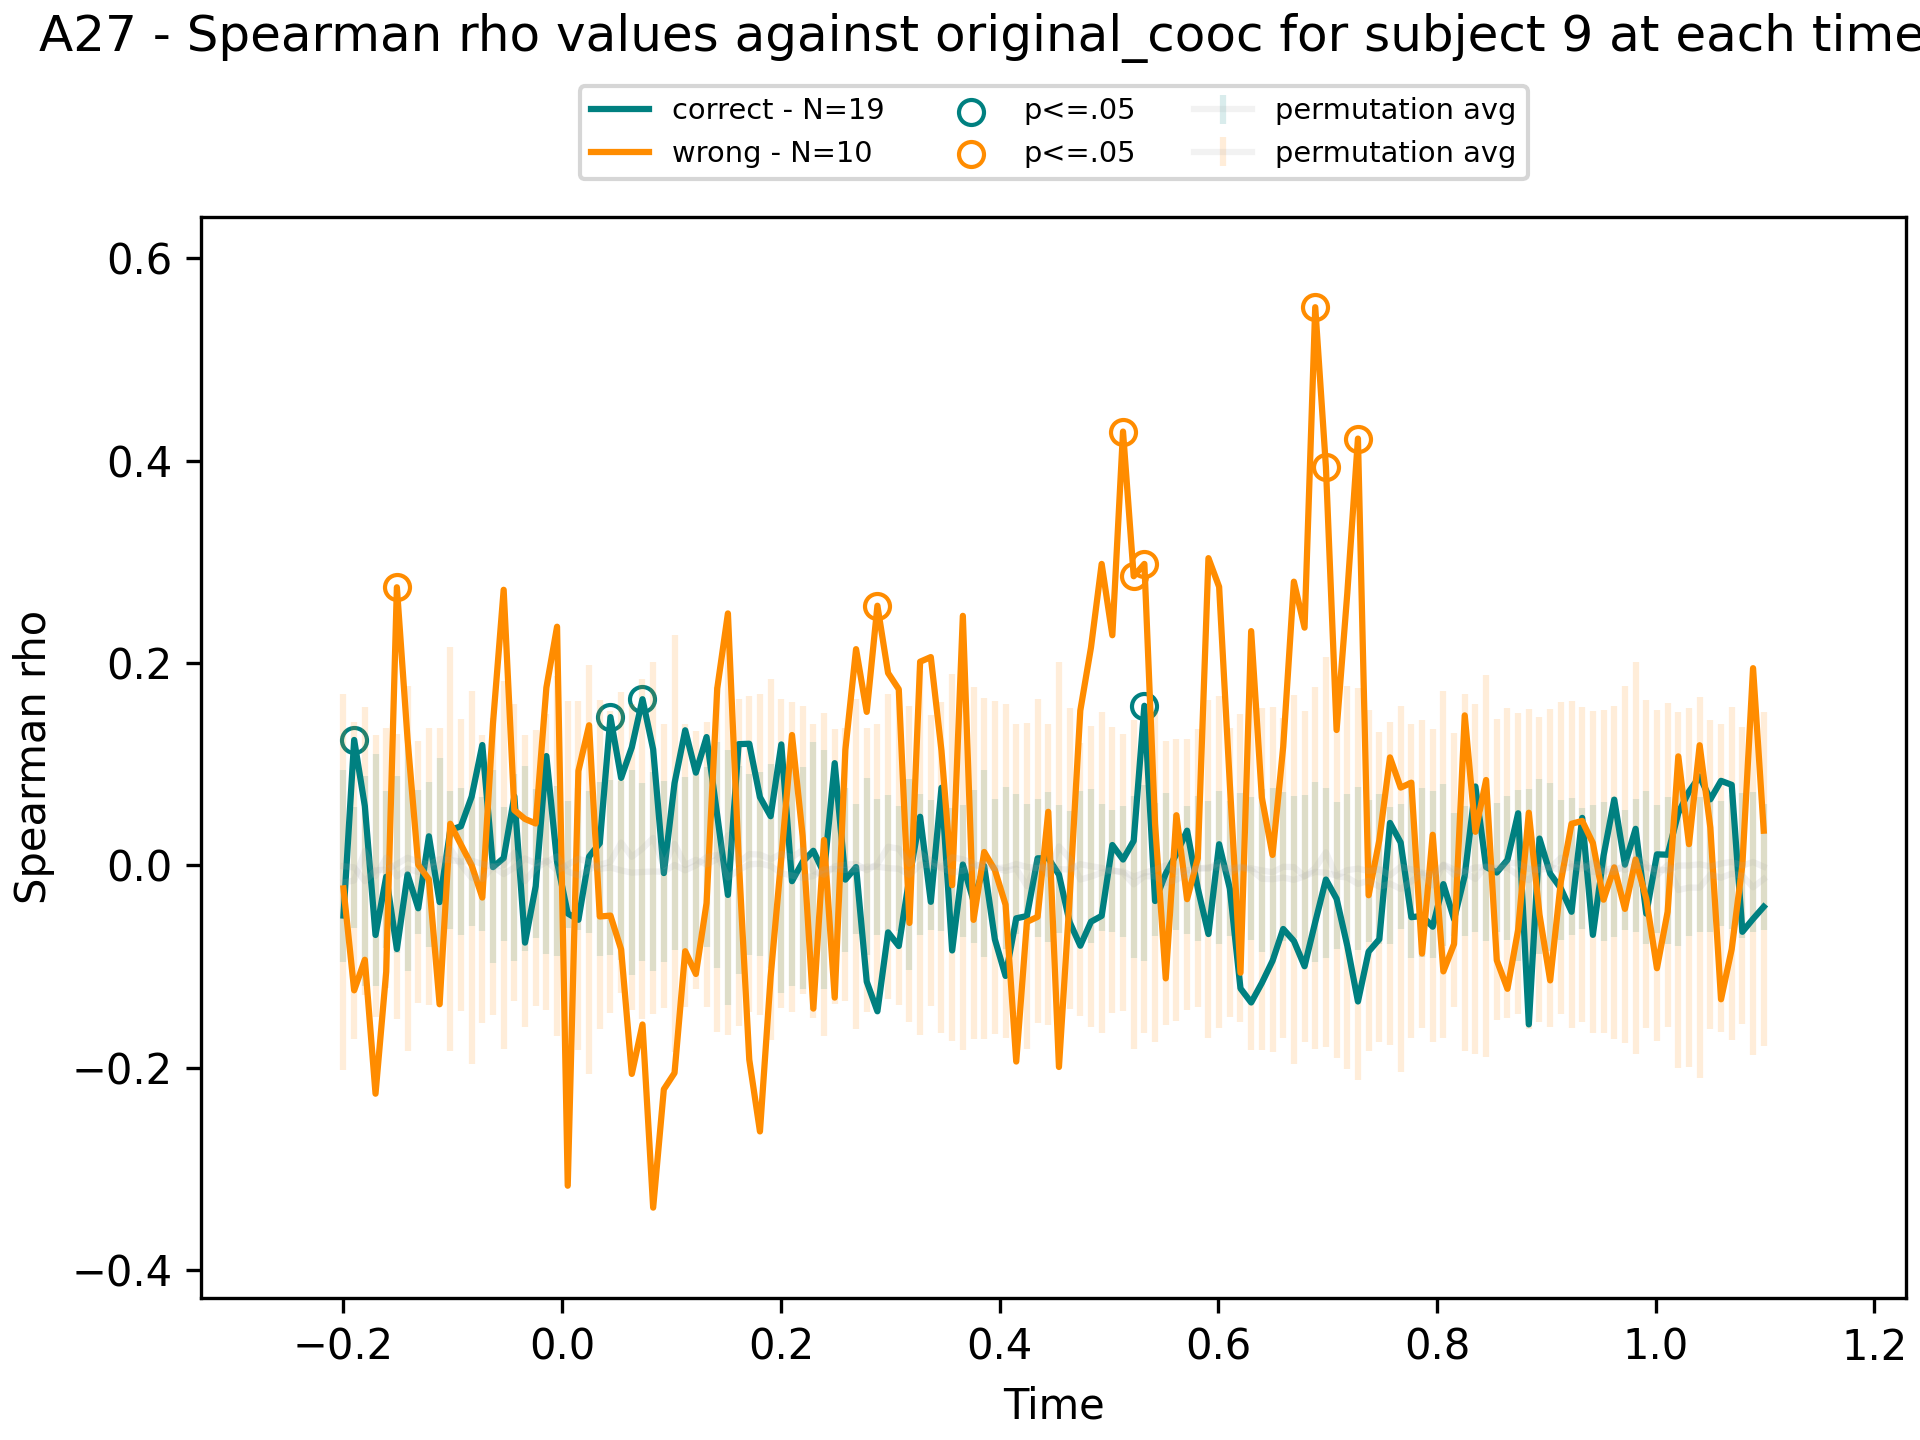 A27 - Spearman rho values against original_cooc for subject 9 at each time
correct - N=19
wrong - N=10
p<=.05
p<=.05
permutation avg
permutation avg
Spearman rho
0.6
0.4
0.2
0.0
−0.2
−0.4
−0.2 0.0 0.2 0.4 0.6 0.8 1.0 1.2
Time